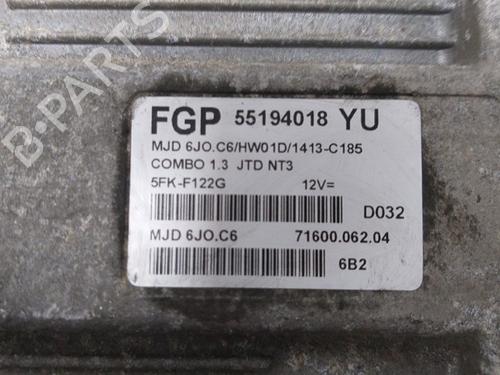 B-PARTS
FGP 55194018 YU
MJD 6JO.C6/HW01D/1413-C185
COMBO 1.3 JTD NT3
5FK-F122G 12V=
D032
MJD 6JO.C6 71600.062.04
6B2